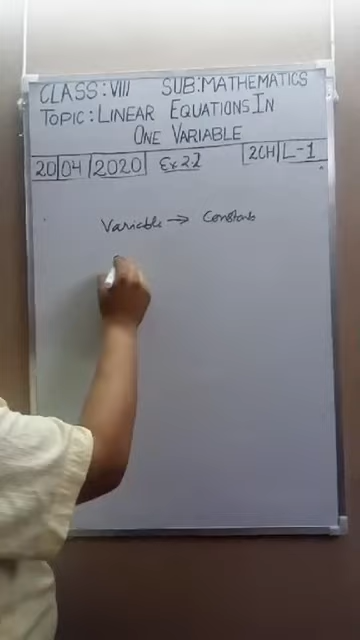 CLASS: VIII SUB: MATHEMATICS
TOPIC: LINEAR EQUATIONS IN
ONE VARIABLE
20|04|2020 Ex 2.2 2CH|L-1
Variable → Constant